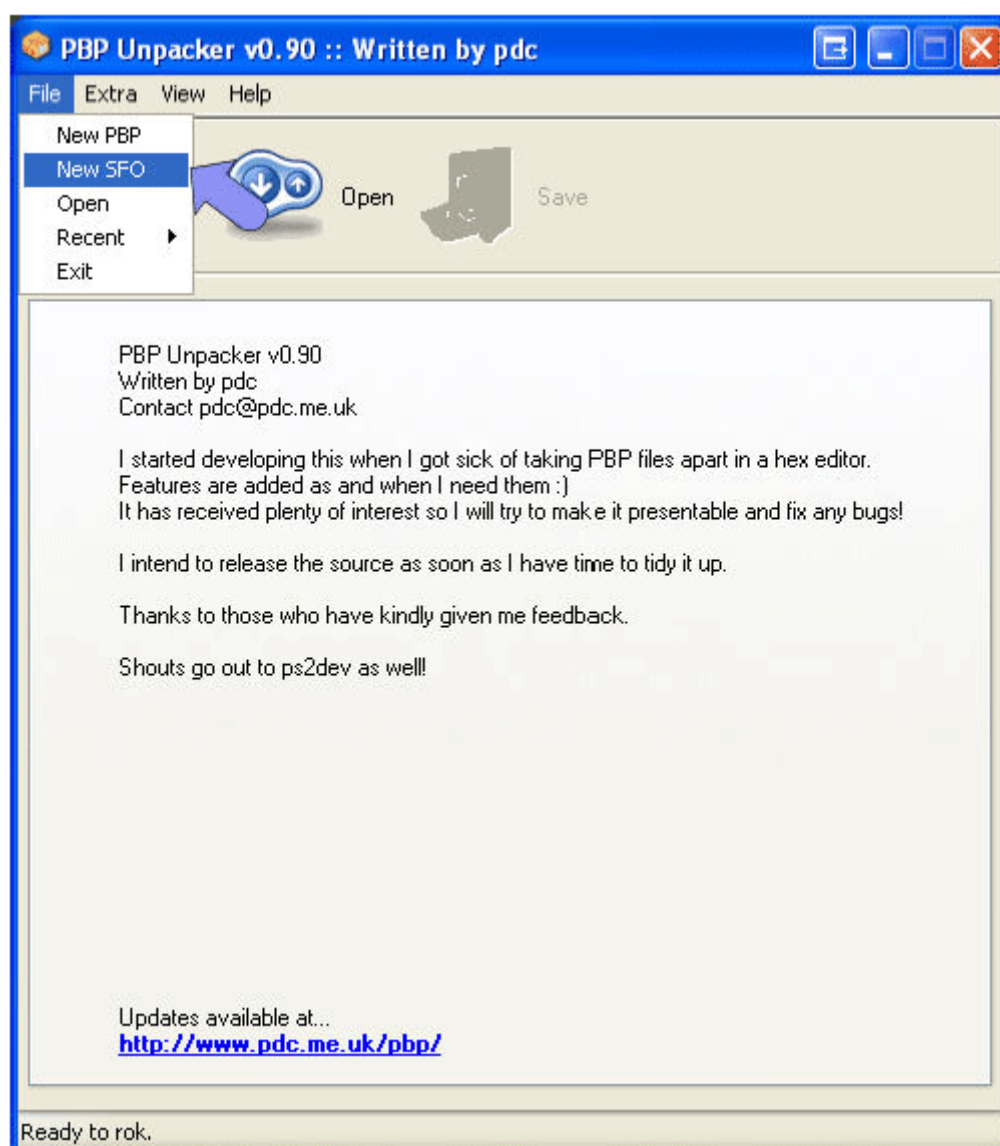 PBP Unpacker v0.90 :: Written by pdc
File Extra View Help
New PBP
New SFO
Open
Recent
Exit
Open
Save
PBP Unpacker v0.90
Written by pdc
Contact pdc@pdc.me.uk
I started developing this when I got sick of taking PBP files apart in a hex editor.
Features are added as and when I need them :)
It has received plenty of interest so I will try to make it presentable and fix any bugs!
I intend to release the source as soon as I have time to tidy it up.
Thanks to those who have kindly given me feedback.
Shouts go out to ps2dev as well!
Updates available at...
http://www.pdc.me.uk/pbp/
Ready to rok.